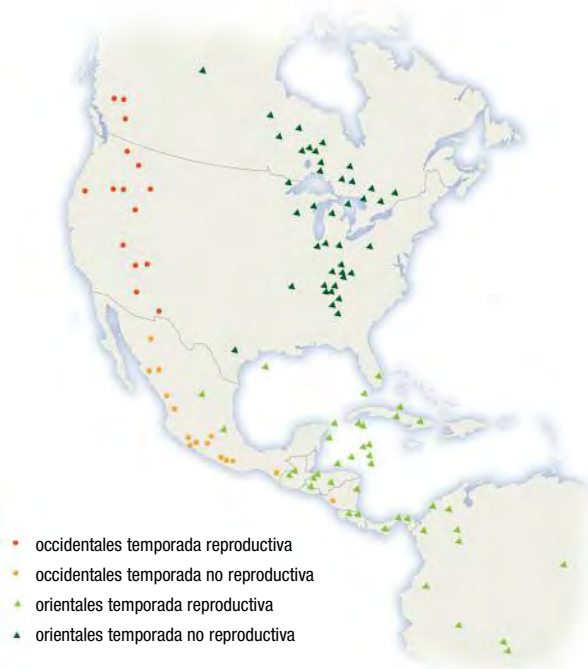 occidentales temporada reproductiva
occidentales temporada no reproductiva
orientales temporada reproductiva
orientales temporada no reproductiva